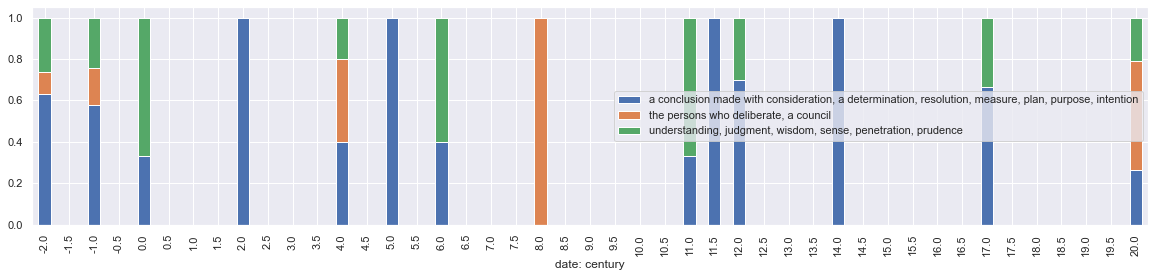 1.0
0.8
0.6
0.4
0.2
0.0
a conclusion made with consideration, a determination, resolution, measure, plan, purpose, intention
the persons who deliberate, a council
understanding, judgment, wisdom, sense, penetration, prudence
-2.0 -1.5 -1.0 -0.5 0.0 0.5 1.0 1.5 2.0 2.5 3.0 3.5 4.0 4.5 5.0 5.5 6.0 6.5 7.0 7.5 8.0 8.5 9.0 9.5 10.0 10.5 11.0 11.5 12.0 12.5 13.0 13.5 14.0 14.5 15.0 15.5 16.0 16.5 17.0 17.5 18.0 18.5 19.0 19.5 20.0
date: century